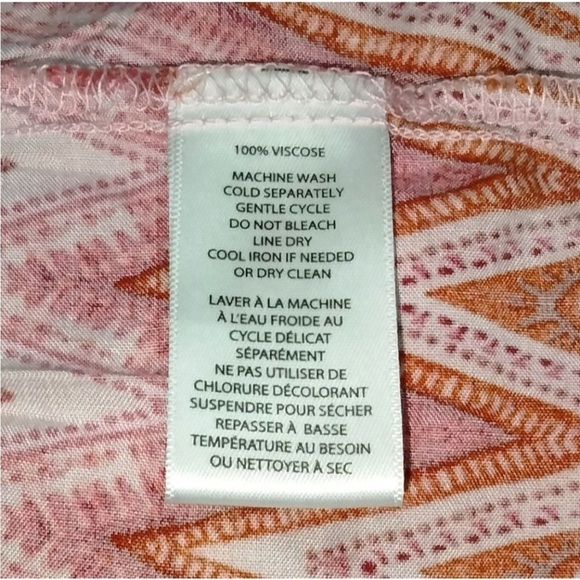 100% VISCOSE
MACHINE WASH
COLD SEPARATELY
GENTLE CYCLE
DO NOT BLEACH
LINE DRY
COOL IRON IF NEEDED
OR DRY CLEAN
LAVER À LA MACHINE
À L'EAU FROIDE AU
CYCLE DÉLICAT
SÉPARÉMENT
NE PAS UTILISER DE
CHLORURE DÉCOLORANT
SUSPENDRE POUR SÉCHER
REPASSER À BASSE
TEMPÉRATURE AU BESOIN
OU NETTOYER À SEC